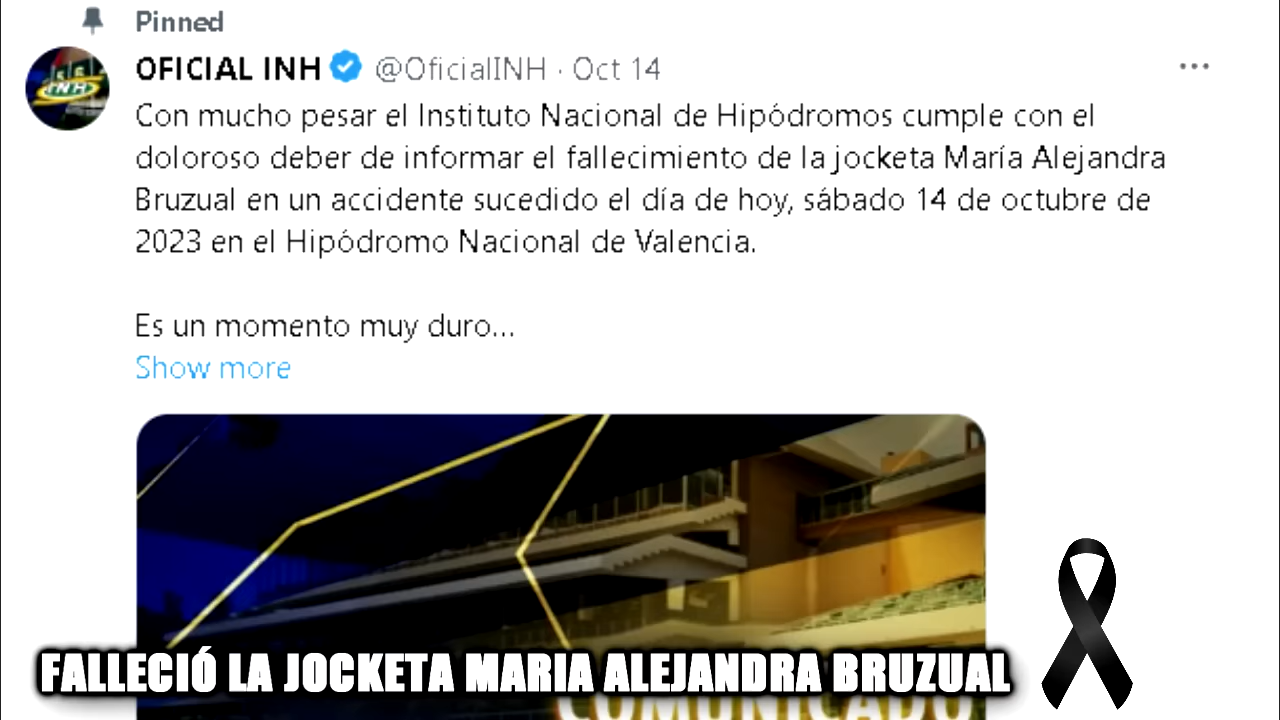 Pinned
OFICIAL INH @OficialINH · Oct 14
Con mucho pesar el Instituto Nacional de Hipódromos cumple con el
doloroso deber de informar el fallecimiento de la jocketa María Alejandra
Bruzual en un accidente sucedido el día de hoy, sábado 14 de octubre de
2023 en el Hipódromo Nacional de Valencia.
Es un momento muy duro...
Show more
INH
FALLECIÓ LA JOCKETA MARIA ALEJANDRA BRUZUAL
COMUNICADO